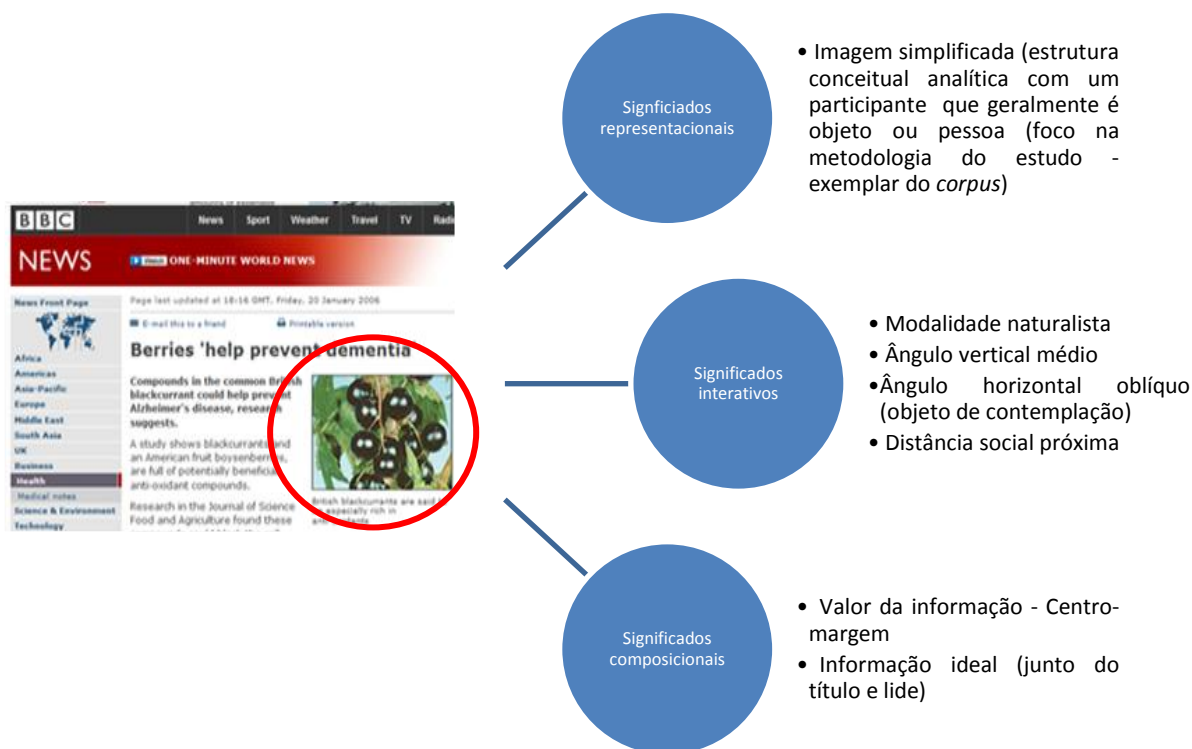 BBC
News Sport Weather Travel TV
NEWS
ONE-MINUTE WORLD NEWS
News Front Page
Africa
Americas
Asia-Pacific
Europe
Middle East
South Asia
UK
Business
Health
Medical notes
Science & Environment
Technology
Page last updated at 18:16 GMT, Friday, 20 January 2006
E-mail this to a friend Printable version
Berries 'help prevent dementia'
Compounds in the common British
blackcurrant could help prevent
Alzheimer's disease, research
suggests.
A study shows blackcurrants and
an American fruit boysenberries,
are full of potentially beneficial
anti-oxidant compounds.
Research in the Journal of Science
Food and Agriculture found these
British blackcurrants are said
especially rich in
Signficiados
representacionais
• Imagem simplificada (estrutura
conceitual analítica com um
participante que geralmente é
objeto ou pessoa (foco na
metodologia do estudo -
exemplar do corpus)
Significados
interativos
• Modalidade naturalista
• Ângulo vertical médio
•Ângulo horizontal oblíquo
(objeto de contemplação)
• Distância social próxima
Significados
composicionais
• Valor da informação - Centro-
margem
• Informação ideal (junto do
título e lide)